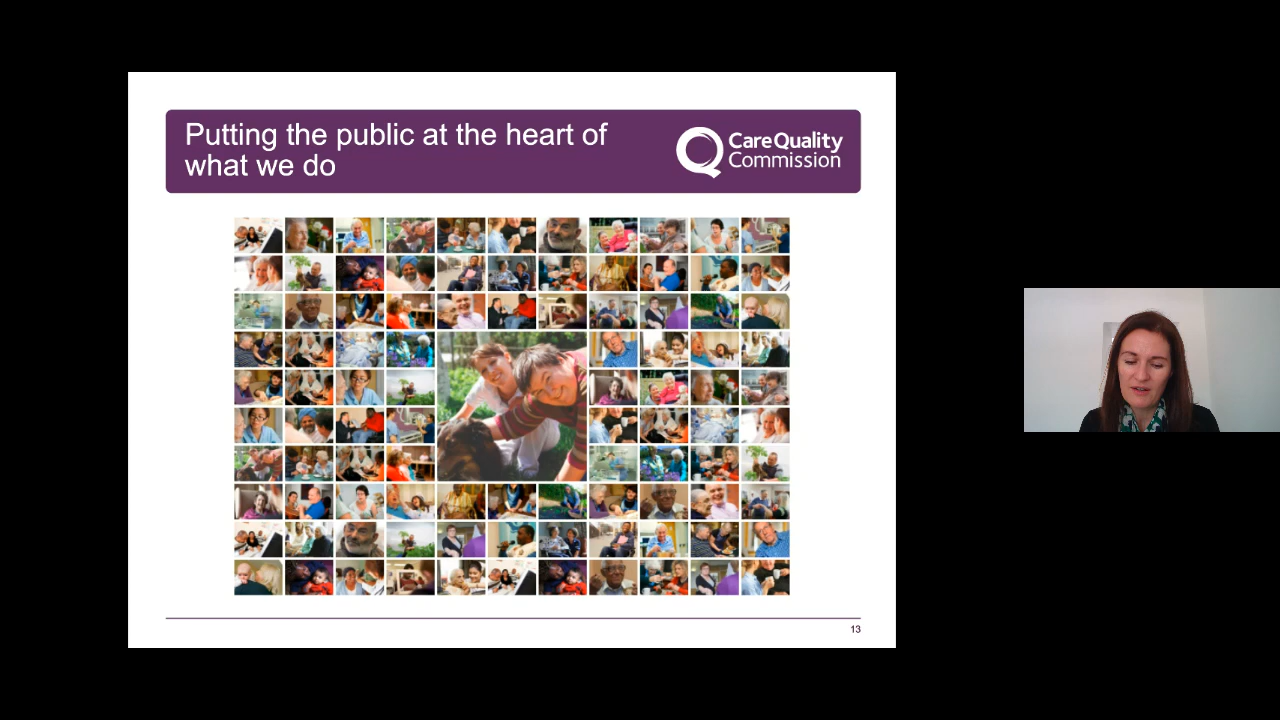 Putting the public at the heart of
what we do
CareQuality
Commission
13